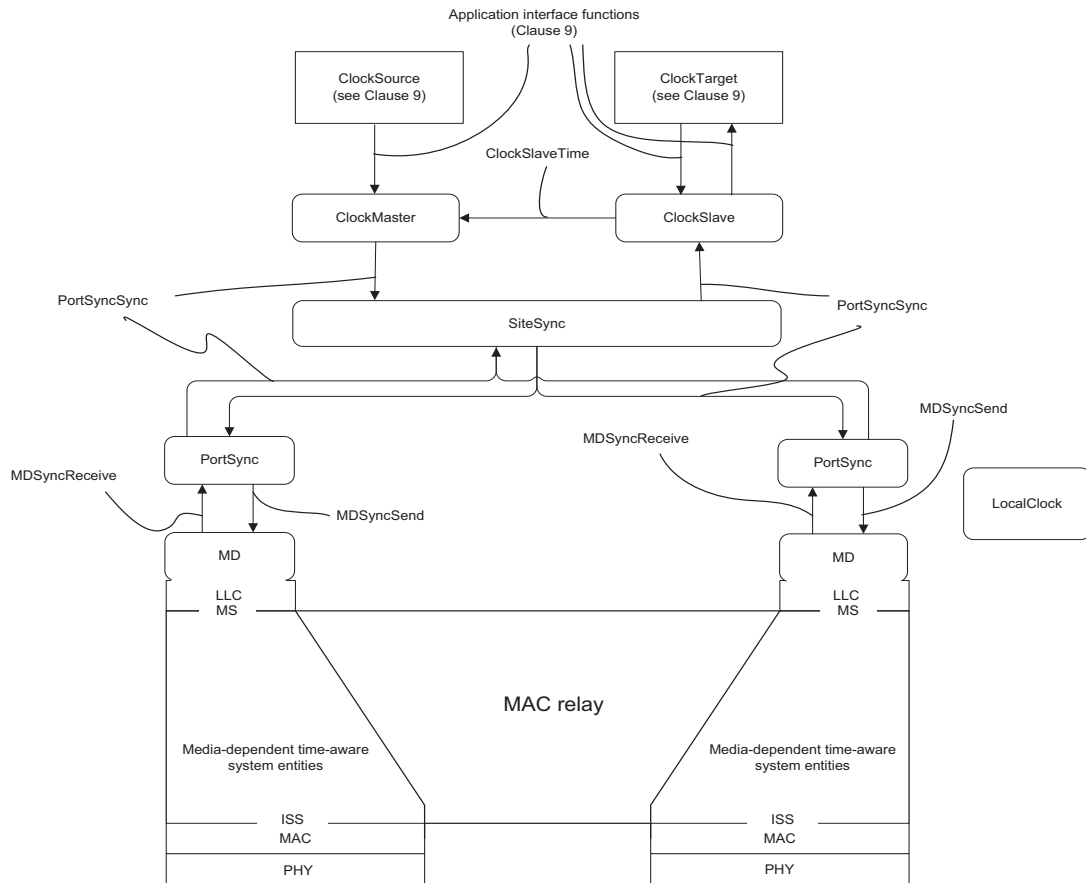 Application interface functions
(Clause 9)
ClockSource
(see Clause 9)
ClockTarget
(see Clause 9)
ClockSlaveTime
ClockMaster
ClockSlave
PortSyncSync
PortSyncSync
SiteSync
MDSyncSend
MDSyncReceive
PortSync
PortSync
MDSyncReceive
LocalClock
MDSyncSend
MD
MD
LLC
LLC
MS
MS
MAC relay
Media-dependent time-aware
system entities
Media-dependent time-aware
system entities
ISS
ISS
MAC
MAC
PHY
PHY